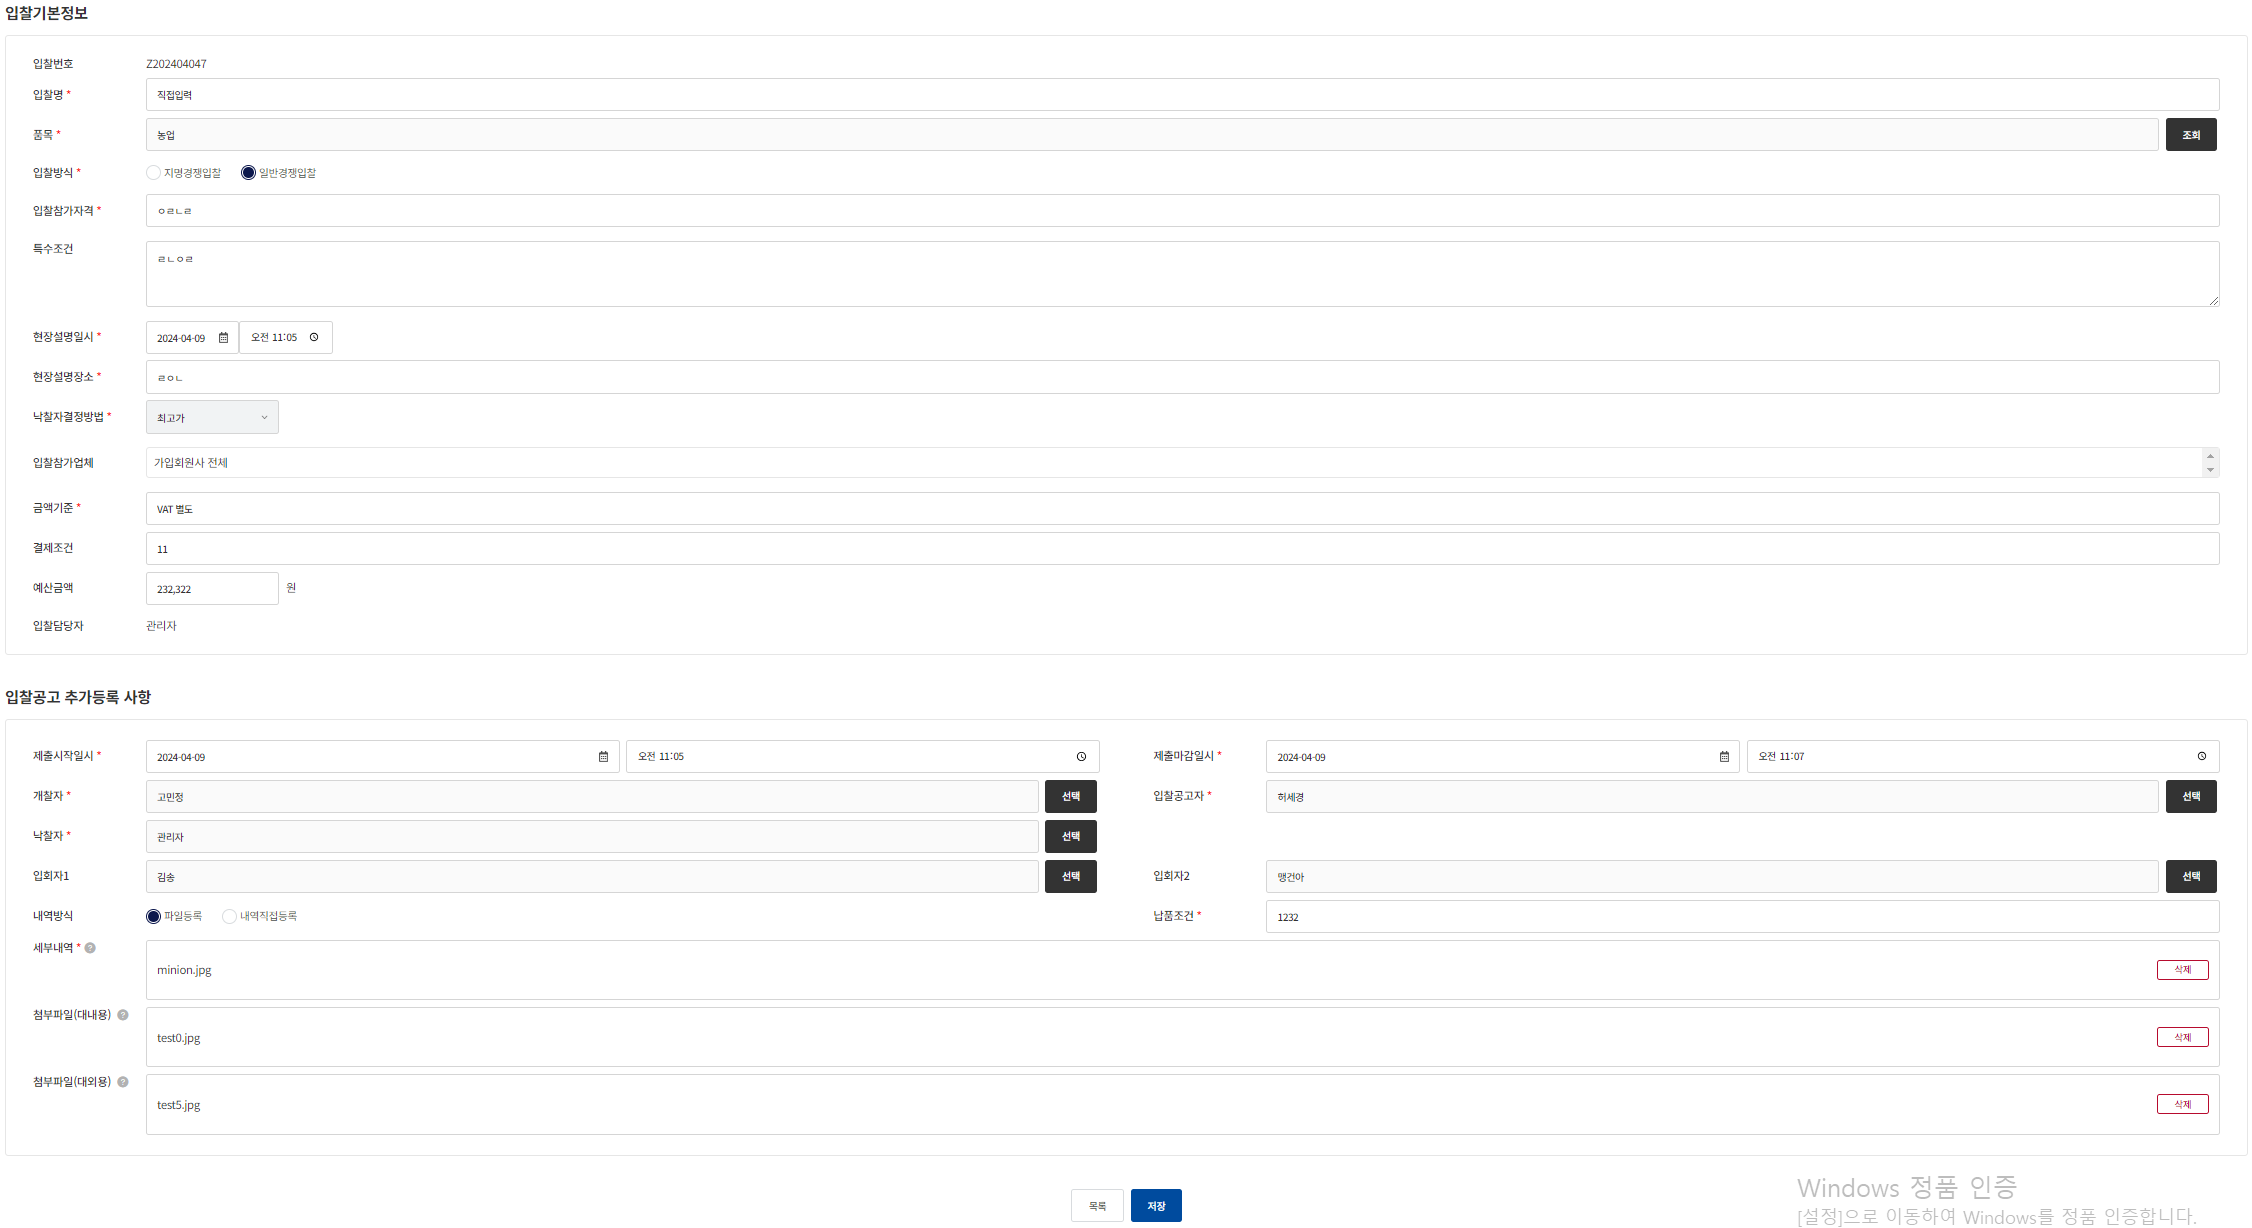 입찰기본정보
입찰번호 Z202404047
입찰명 * 직접입력
품목 * 농업 조회
입찰방식 * 지명경쟁입찰 일반경쟁입찰
입찰참가자격 * ㅇㄹㄴㄹ
특수조건 ㄹㄴㅇㄹ
현장설명일시 * 2024-04-09 오전 11:05
현장설명장소 * ㄹㅇㄴ
낙찰자결정방법 * 최고가
입찰참가업체 가입회원사 전체
금액기준 * VAT 별도
결제조건 11
예산금액 232,322 원
입찰담당자 관리자
입찰공고 추가등록 사항
제출시작일시 * 2024-04-09 오전 11:05 제출마감일시 * 2024-04-09 오전 11:07
개찰자 * 고민정 선택 입찰공고자 * 허세경 선택
낙찰자 * 관리자 선택
입회자1 김송 선택 입회자2 맹건아 선택
내역방식 파일등록 내역직접등록 납품조건 * 1232
세부내역 * ? minion.jpg 삭제
첨부파일(대내용) ? test0.jpg 삭제
첨부파일(대외용) ? test5.jpg 삭제
목록 저장
Windows 정품 인증
[설정]으로 이동하여 Windows를 정품 인증합니다.